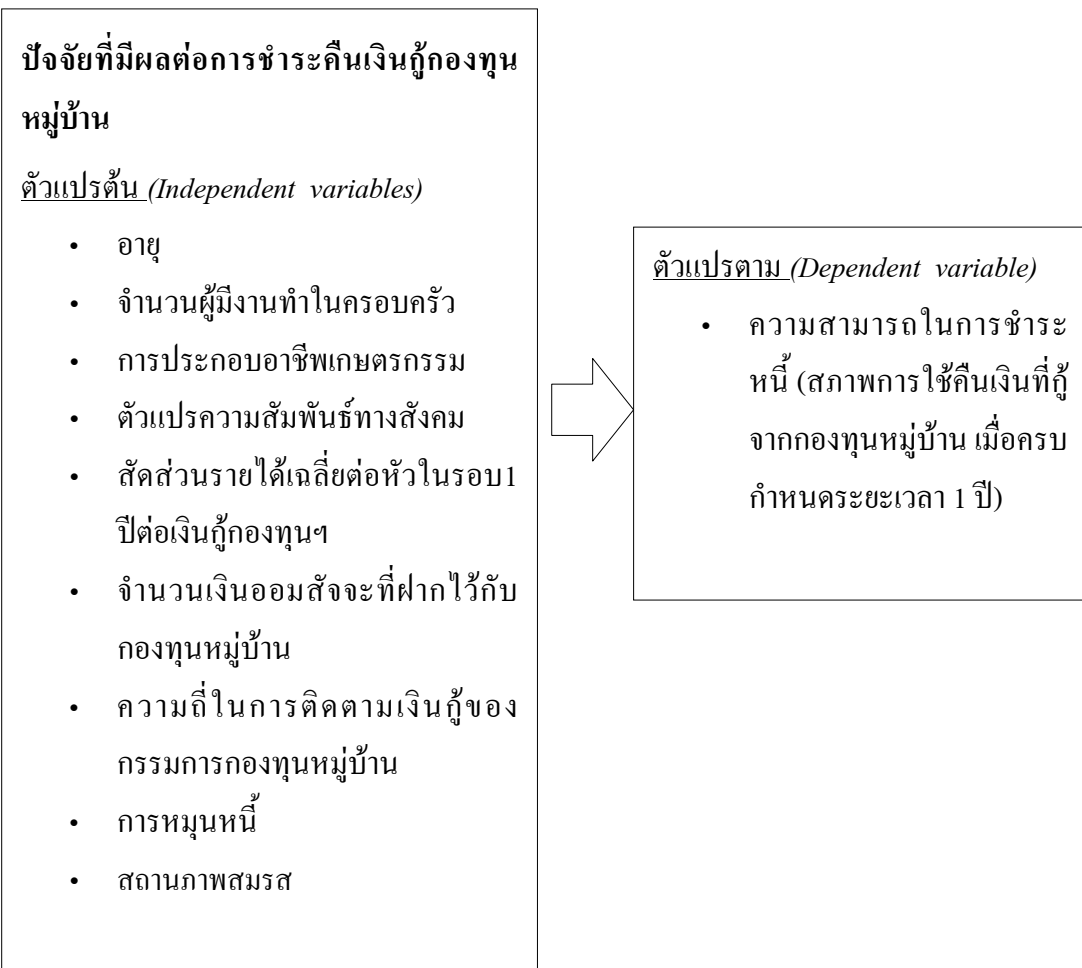 ปัจจัยที่มีผลต่อการชำระคืนเงินกู้กองทุน
หมู่บ้าน
ตัวแปรต้น (Independent variables)
• อายุ
• จำนวนผู้มีงานทำในครอบครัว
• การประกอบอาชีพเกษตรกรรม
• ตัวแปรความสัมพันธ์ทางสังคม
• สัดส่วนรายได้เฉลี่ยต่อหัวในรอบ1
ปีต่อเงินกู้กองทุนฯ
• จำนวนเงินออมสัจจะที่ฝากไว้กับ
กองทุนหมู่บ้าน
• ความถี่ในการติดตามเงินกู้ของ
กรรมการกองทุนหมู่บ้าน
• การหมุนหนี้
• สถานภาพสมรส
ตัวแปรตาม (Dependent variable)
• ความสามารถในการชำระ
หนี้ (สภาพการใช้คืนเงินที่กู้
จากกองทุนหมู่บ้าน เมื่อครบ
กำหนดระยะเวลา 1 ปี)